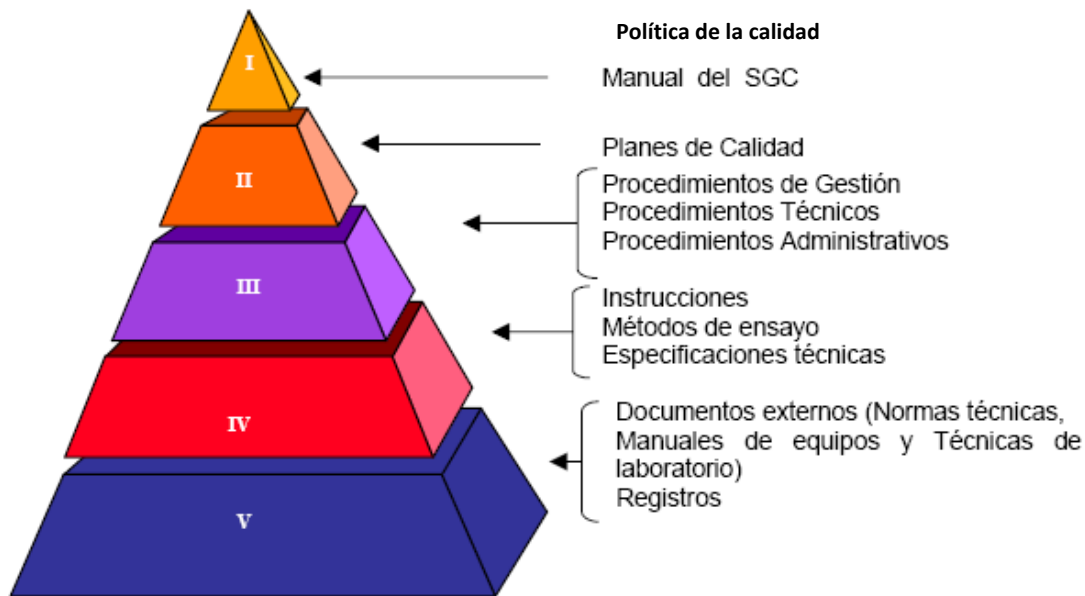 Política de la calidad
I
Manual del SGC
Planes de Calidad
II
Procedimientos de Gestión
Procedimientos Técnicos
Procedimientos Administrativos
III
Instrucciones
Métodos de ensayo
Especificaciones técnicas
IV
Documentos externos (Normas técnicas,
Manuales de equipos y Técnicas de
laboratorio)
Registros
V